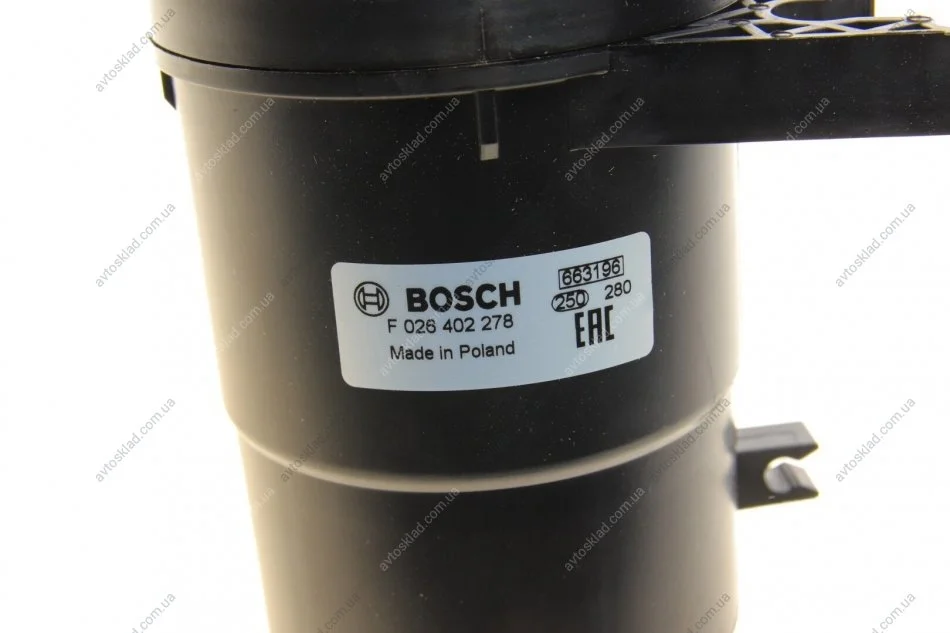 BOSCH
F 026 402 278
Made in Poland
663196
250 280
EAC
avtosklad.com.ua